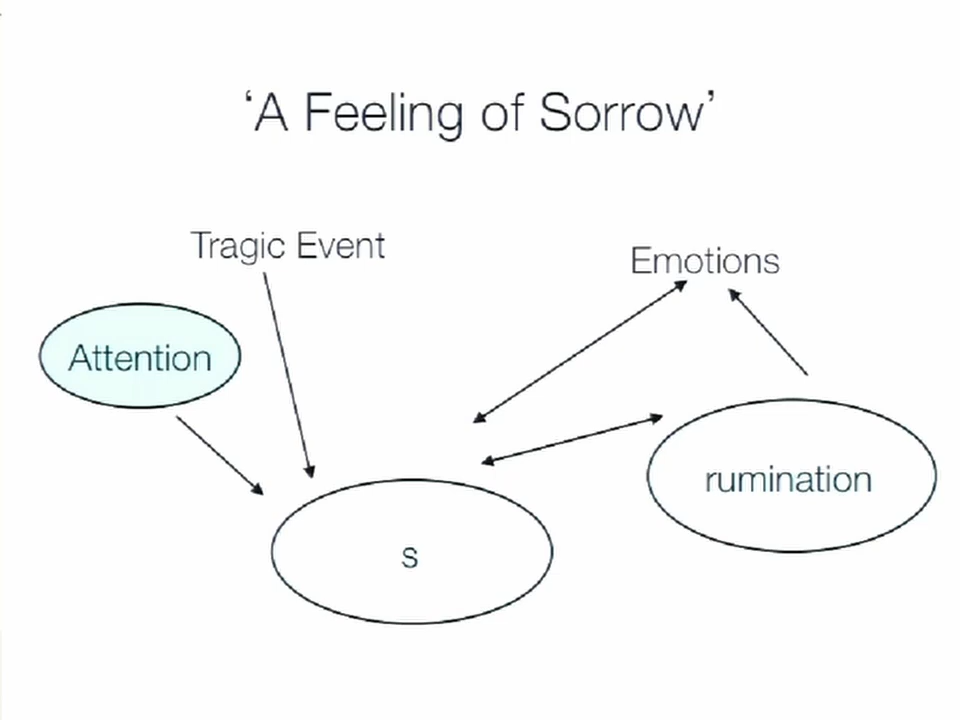 ‘A Feeling of Sorrow’
Tragic Event
Emotions
Attention
rumination
s